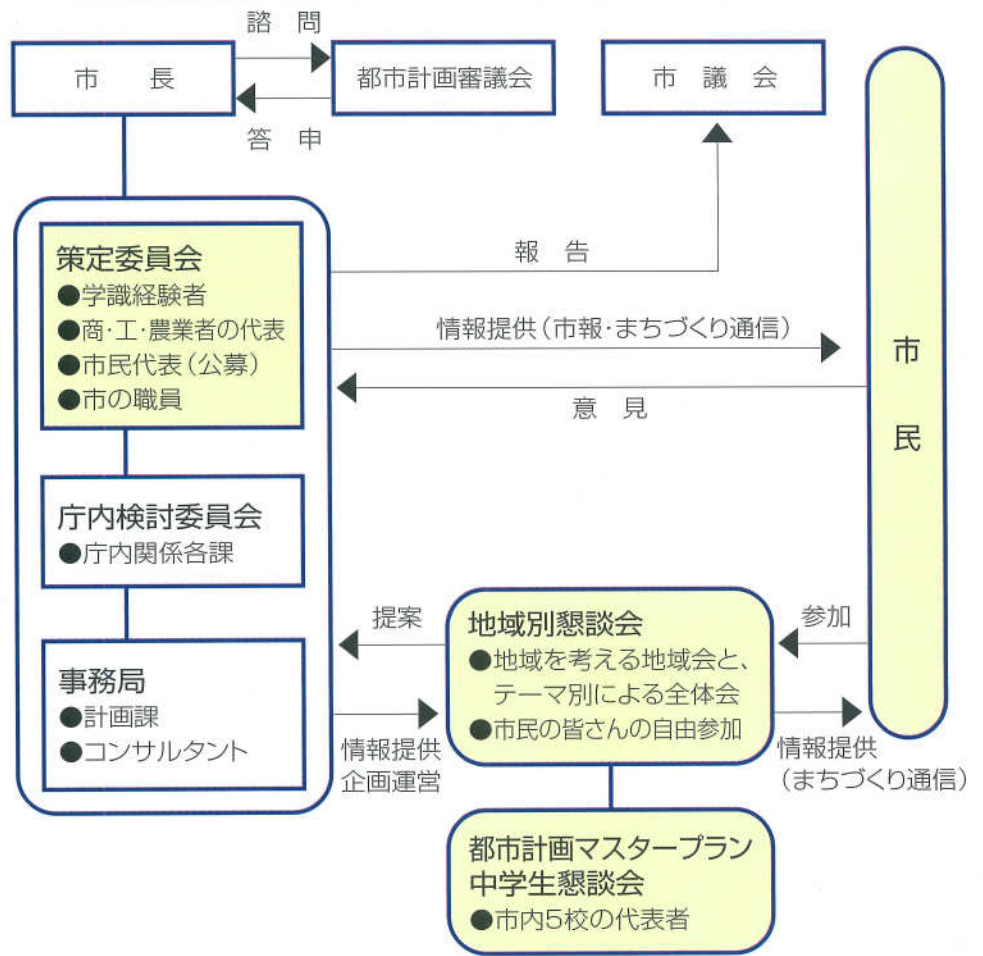 諮 問
市 長
都市計画審議会
市 議 会
答 申
策定委員会
●学識経験者
●商・工・農業者の代表
●市民代表(公募)
●市の職員
報 告
情報提供(市報・まちづくり通信)
意 見
市民
庁内検討委員会
●庁内関係各課
事務局
●計画課
●コンサルタント
提案
情報提供
企画運営
地域別懇談会
●地域を考える地域会と、
テーマ別による全体会
●市民の皆さんの自由参加
参加
情報提供
(まちづくり通信)
都市計画マスタープラン
中学生懇談会
●市内5校の代表者